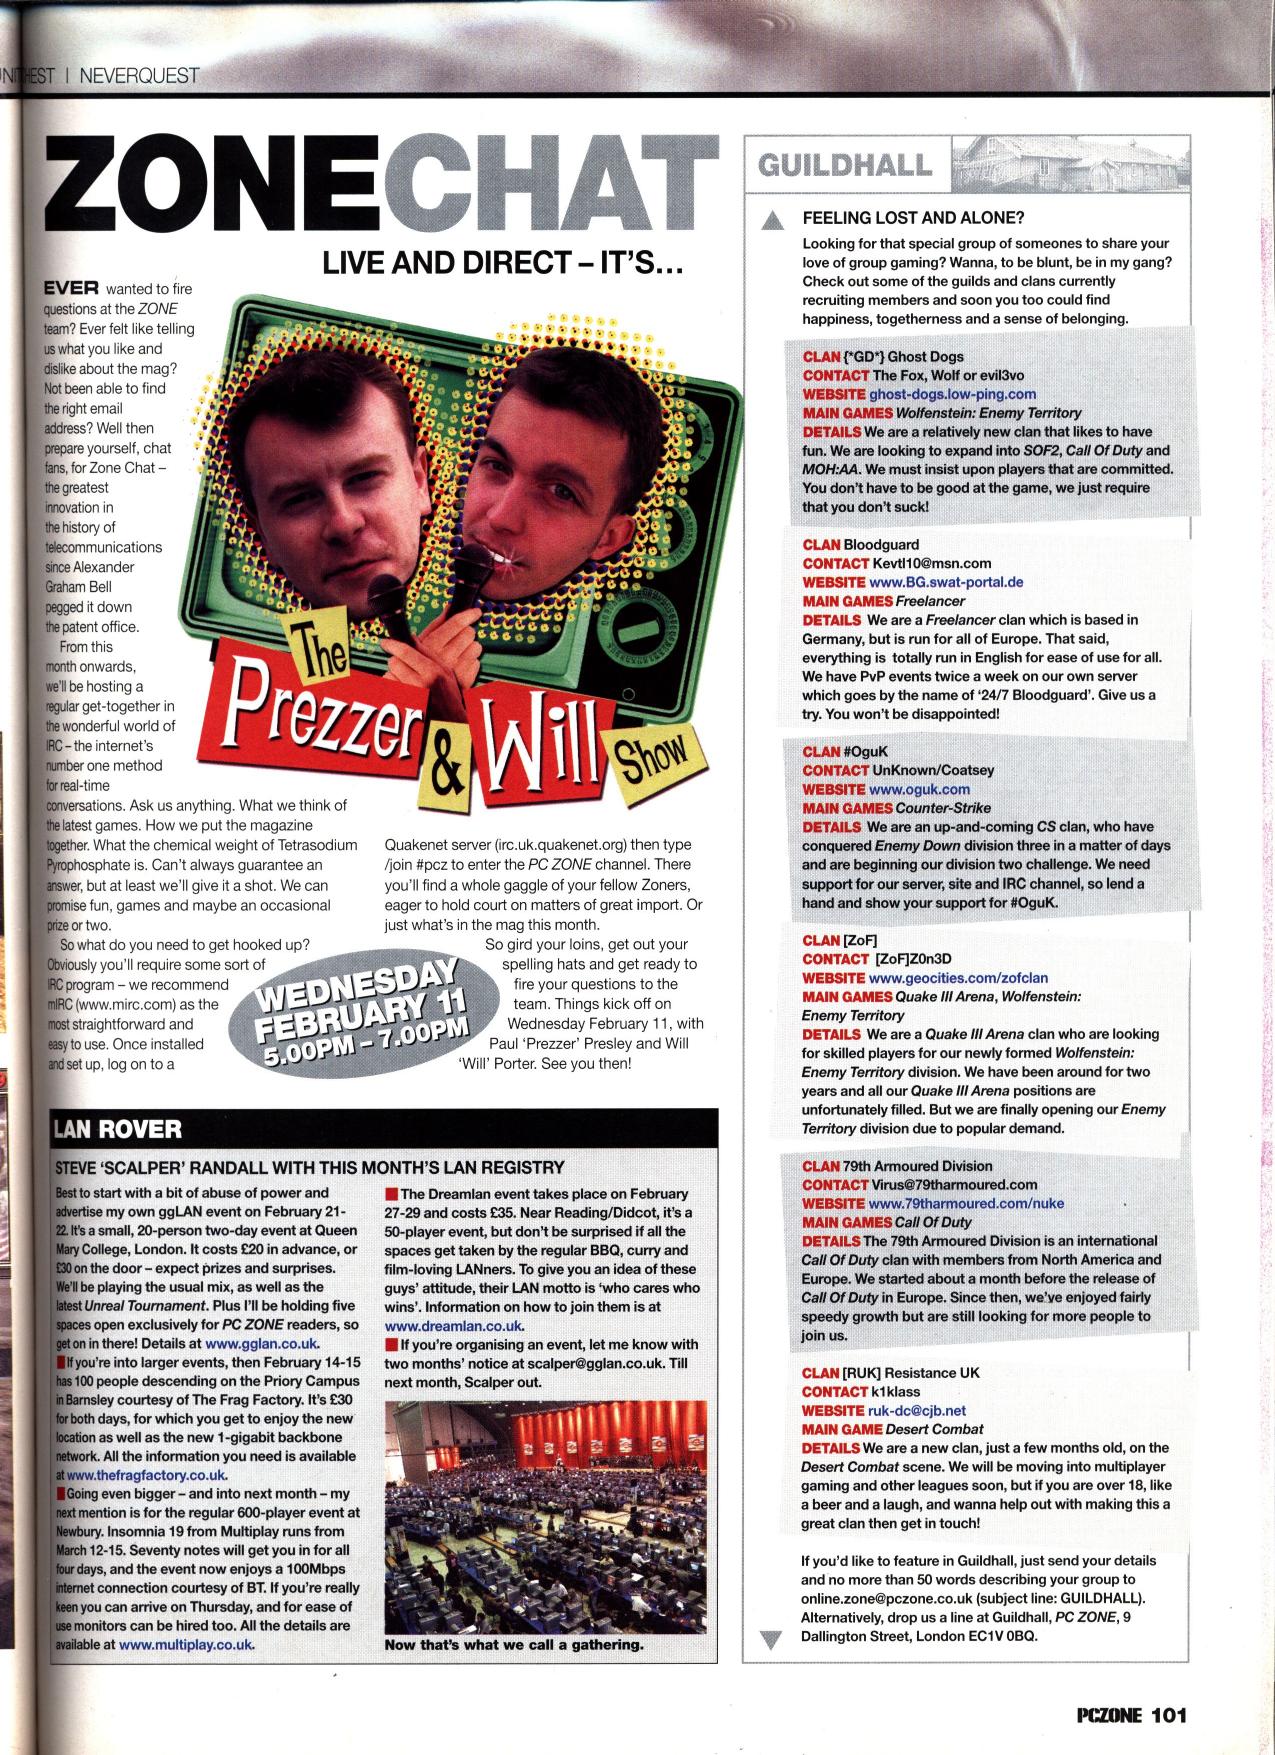 EST | NEVERQUEST
ZONECHAT
LIVE AND DIRECT – IT'S...
EVER wanted to fire
questions at the ZONE
team? Ever felt like telling
us what you like and
dislike about the mag?
Not been able to find
the right email
address? Well then
prepare yourself, chat
fans, for Zone Chat –
the greatest
innovation in
the history of
telecommunications
since Alexander
Graham Bell
pegged it down
the patent office.
From this
month onwards,
we'll be hosting a
regular get-together in
the wonderful world of
IRC – the internet's
number one method
for real-time
conversations. Ask us anything. What we think of
the latest games. How we put the magazine
together. What the chemical weight of Tetrasodium
Pyrophosphate is. Can't always guarantee an
answer, but at least we'll give it a shot. We can
promise fun, games and maybe an occasional
prize or two.
So what do you need to get hooked up?
Obviously you'll require some sort of
IRC program – we recommend
mIRC (www.mirc.com) as the
most straightforward and
easy to use. Once installed
and set up, log on to a
The
Prezzer
& Will
Show
Quakenet server (irc.uk.quakenet.org) then type
/join #pcz to enter the PC ZONE channel. There
you'll find a whole gaggle of your fellow Zoners,
eager to hold court on matters of great import. Or
just what's in the mag this month.
So gird your loins, get out your
spelling hats and get ready to
fire your questions to the
team. Things kick off on
Wednesday February 11, with
Paul 'Prezzer' Presley and Will
'Will' Porter. See you then!
WEDNESDAY
FEBRUARY 11
5.00PM – 7.00PM
LAN ROVER
STEVE 'SCALPER' RANDALL WITH THIS MONTH'S LAN REGISTRY
Best to start with a bit of abuse of power and
advertise my own ggLAN event on February 21-
22. It's a small, 20-person two-day event at Queen
Mary College, London. It costs £20 in advance, or
£30 on the door – expect prizes and surprises.
We'll be playing the usual mix, as well as the
latest Unreal Tournament. Plus I'll be holding five
spaces open exclusively for PC ZONE readers, so
get on in there! Details at www.gglan.co.uk.
■ If you're into larger events, then February 14-15
has 100 people descending on the Priory Campus
in Barnsley courtesy of The Frag Factory. It's £30
for both days, for which you get to enjoy the new
location as well as the new 1-gigabit backbone
network. All the information you need is available
at www.thefragfactory.co.uk.
■ Going even bigger – and into next month – my
next mention is for the regular 600-player event at
Newbury. Insomnia 19 from Multiplay runs from
March 12-15. Seventy notes will get you in for all
four days, and the event now enjoys a 100Mbps
internet connection courtesy of BT. If you're really
keen you can arrive on Thursday, and for ease of
use monitors can be hired too. All the details are
available at www.multiplay.co.uk.
■ The Dreamlan event takes place on February
27-29 and costs £35. Near Reading/Didcot, it's a
50-player event, but don't be surprised if all the
spaces get taken by the regular BBQ, curry and
film-loving LANners. To give you an idea of these
guys' attitude, their LAN motto is 'who cares who
wins'. Information on how to join them is at
www.dreamlan.co.uk.
■ If you're organising an event, let me know with
two months' notice at scalper@gglan.co.uk. Till
next month, Scalper out.
Now that's what we call a gathering.
GUILDHALL
FEELING LOST AND ALONE?
Looking for that special group of someones to share your
love of group gaming? Wanna, to be blunt, be in my gang?
Check out some of the guilds and clans currently
recruiting members and soon you too could find
happiness, togetherness and a sense of belonging.
CLAN {*GD*} Ghost Dogs
CONTACT The Fox, Wolf or evil3vo
WEBSITE ghost-dogs.low-ping.com
MAIN GAMES Wolfenstein: Enemy Territory
DETAILS We are a relatively new clan that likes to have
fun. We are looking to expand into SOF2, Call Of Duty and
MOH:AA. We must insist upon players that are committed.
You don't have to be good at the game, we just require
that you don't suck!
CLAN Bloodguard
CONTACT Kevtl10@msn.com
WEBSITE www.BG.swat-portal.de
MAIN GAMES Freelancer
DETAILS We are a Freelancer clan which is based in
Germany, but is run for all of Europe. That said,
everything is totally run in English for ease of use for all.
We have PvP events twice a week on our own server
which goes by the name of '24/7 Bloodguard'. Give us a
try. You won't be disappointed!
CLAN #OguK
CONTACT UnKnown/Coatsey
WEBSITE www.oguk.com
MAIN GAMES Counter-Strike
DETAILS We are an up-and-coming CS clan, who have
conquered Enemy Down division three in a matter of days
and are beginning our division two challenge. We need
support for our server, site and IRC channel, so lend a
hand and show your support for #OguK.
CLAN [ZoF]
CONTACT [ZoF]Z0n3D
WEBSITE www.geocities.com/zofclan
MAIN GAMES Quake III Arena, Wolfenstein:
Enemy Territory
DETAILS We are a Quake III Arena clan who are looking
for skilled players for our newly formed Wolfenstein:
Enemy Territory division. We have been around for two
years and all our Quake III Arena positions are
unfortunately filled. But we are finally opening our Enemy
Territory division due to popular demand.
CLAN 79th Armoured Division
CONTACT Virus@79tharmoured.com
WEBSITE www.79tharmoured.com/nuke
MAIN GAMES Call Of Duty
DETAILS The 79th Armoured Division is an international
Call Of Duty clan with members from North America and
Europe. We started about a month before the release of
Call Of Duty in Europe. Since then, we've enjoyed fairly
speedy growth but are still looking for more people to
join us.
CLAN [RUK] Resistance UK
CONTACT k1klass
WEBSITE ruk-dc@cjb.net
MAIN GAME Desert Combat
DETAILS We are a new clan, just a few months old, on the
Desert Combat scene. We will be moving into multiplayer
gaming and other leagues soon, but if you are over 18, like
a beer and a laugh, and wanna help out with making this a
great clan then get in touch!
If you'd like to feature in Guildhall, just send your details
and no more than 50 words describing your group to
online.zone@pczone.co.uk (subject line: GUILDHALL).
Alternatively, drop us a line at Guildhall, PC ZONE, 9
Dallington Street, London EC1V 0BQ.
PCZONE 101